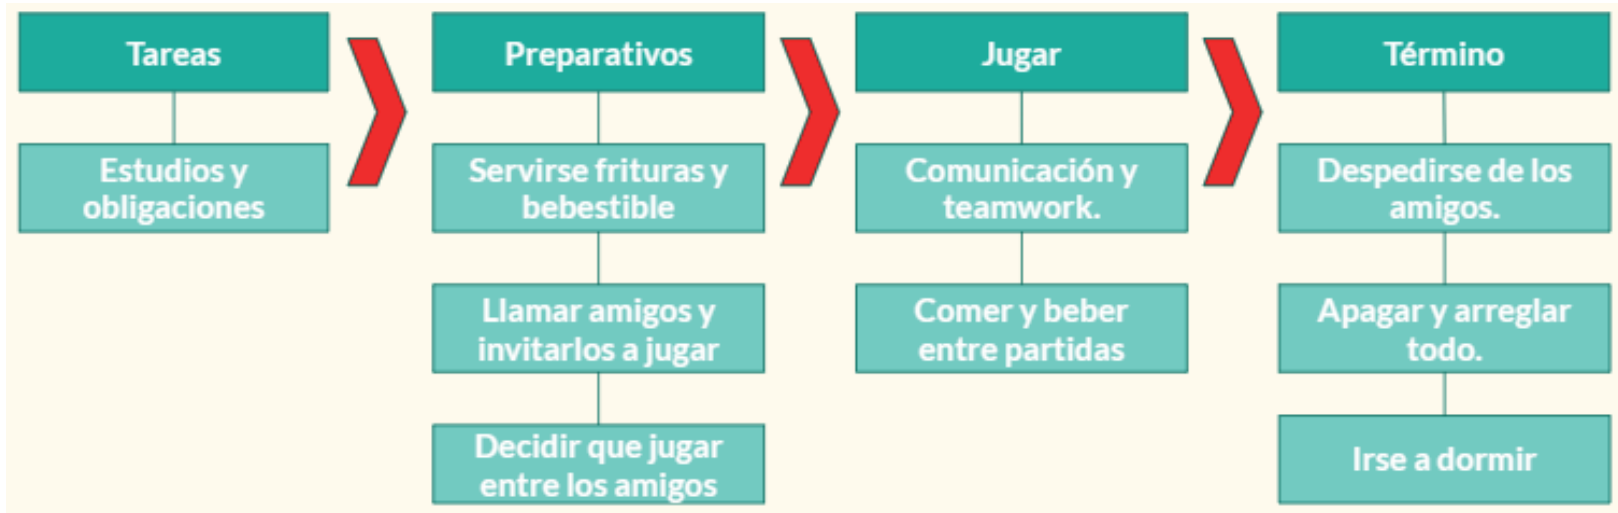 Tareas
Estudios y
obligaciones
Preparativos
Servirse frituras y
bebestible
Llamar amigos y
invitarlos a jugar
Decidir que jugar
entre los amigos
Jugar
Comunicación y
teamwork.
Comer y beber
entre partidas
Término
Despedirse de los
amigos.
Apagar y arreglar
todo.
Irse a dormir